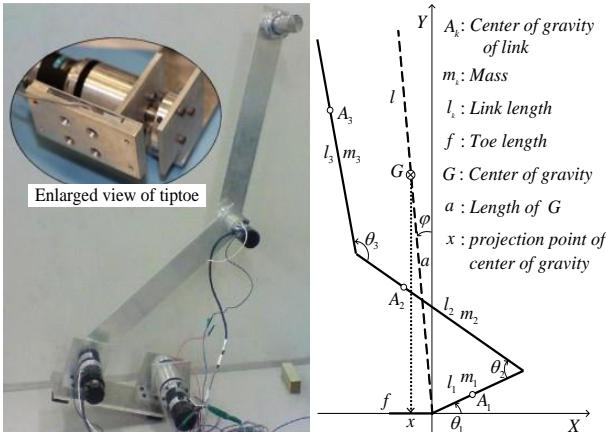 Enlarged view of tiptoe
Y
A_k : Center of gravity
of link
m_k : Mass
l_k : Link length
f : Toe length
G : Center of gravity
a : Length of G
x : projection point of
center of gravity
l
A_3
l_3 m_3
G
φ
θ_3
a
A_2
l_2 m_2
θ_2
l_1 m_1
A_1
f
x
θ_1
X